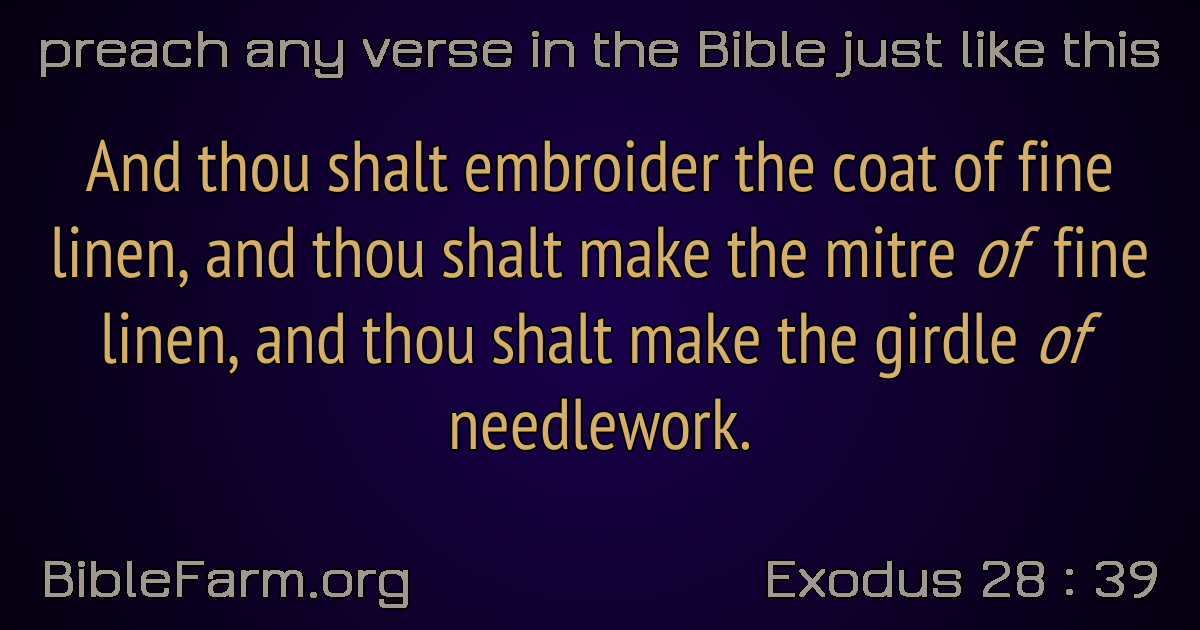 preach any verse in the Bible just like this
And thou shalt embroider the coat of fine
linen, and thou shalt make the mitre of fine
linen, and thou shalt make the girdle of
needlework.
BibleFarm.org
Exodus 28 : 39